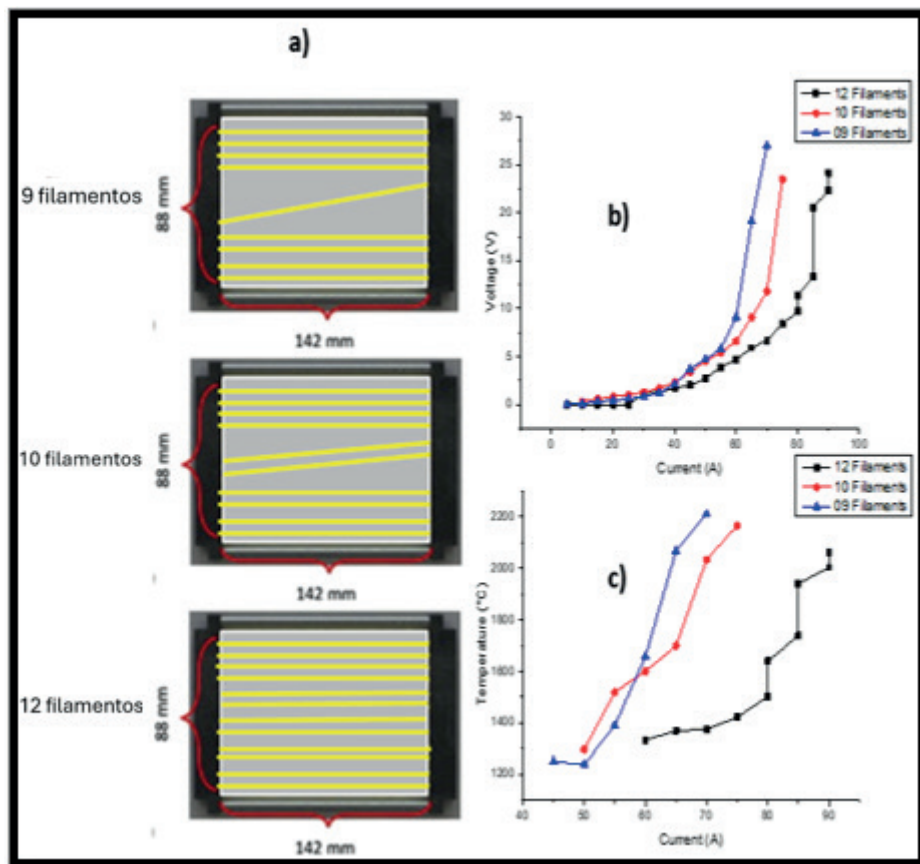 a)
9 filamentos
88 mm
142 mm
10 filamentos
88 mm
142 mm
12 filamentos
88 mm
142 mm
12 Filaments
10 Filaments
09 Filaments
b)
Voltage (V)
30
25
20
15
10
5
0
0
20
40
60
80
100
Current (A)
12 Filaments
10 Filaments
09 Filaments
c)
Temperature (°C)
2200
2000
1800
1600
1400
1200
40
50
60
70
80
90
Current (A)